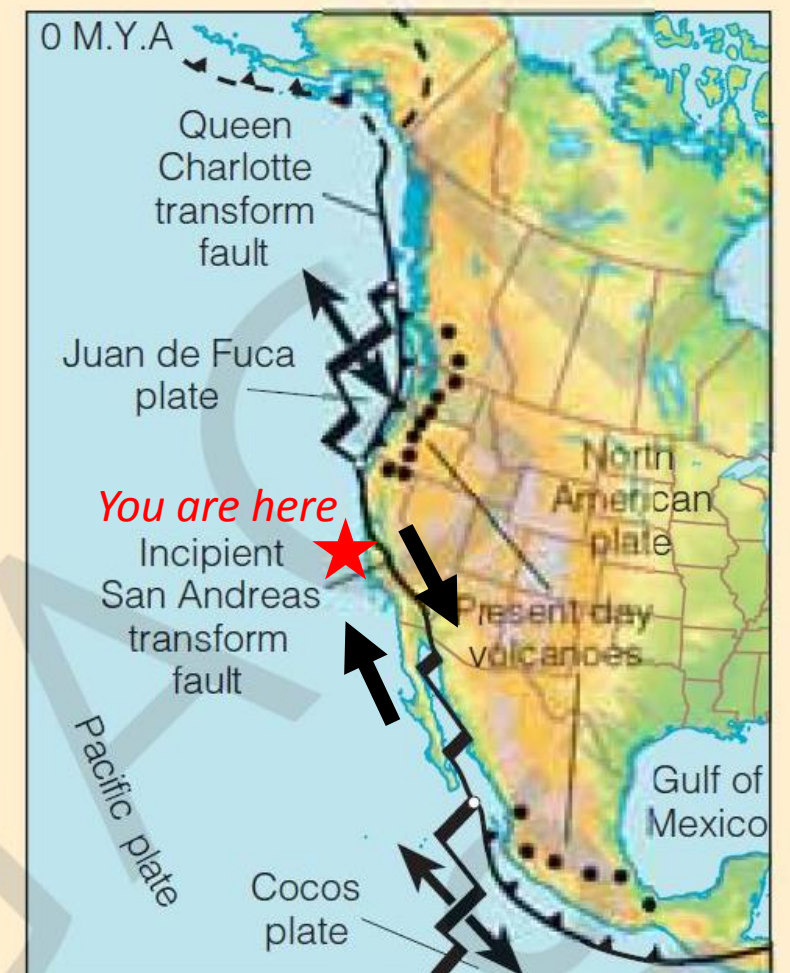 0 M.Y.A
Queen
Charlotte
transform
fault
Juan de Fuca
plate
North
American
plate
You are here
Incipient
San Andreas
transform
fault
Present day
volcanoes
Pacific plate
Gulf of
Mexico
Cocos
plate